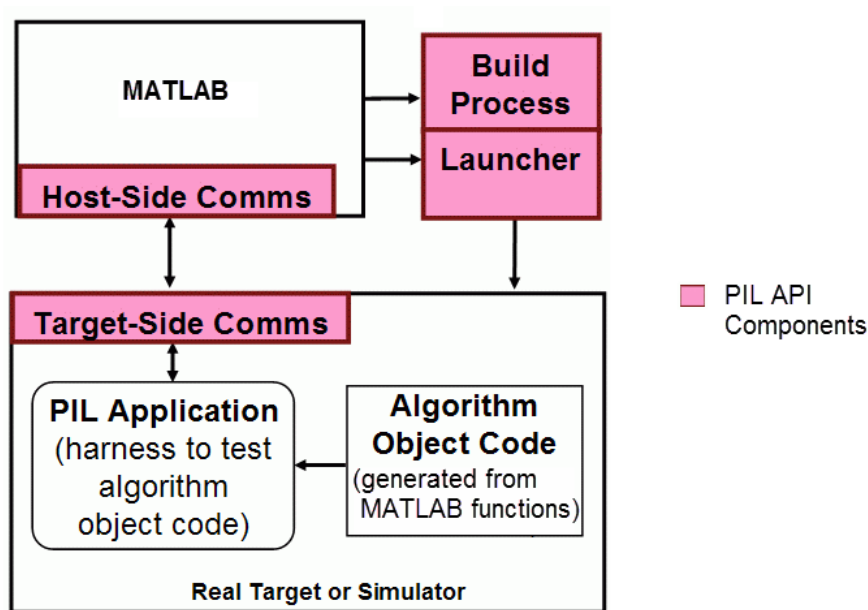 MATLAB
Build
Process
Launcher
Host-Side Comms
Target-Side Comms
PIL Application
(harness to test
algorithm
object code)
Algorithm
Object Code
(generated from
MATLAB functions)
Real Target or Simulator
PIL API
Components